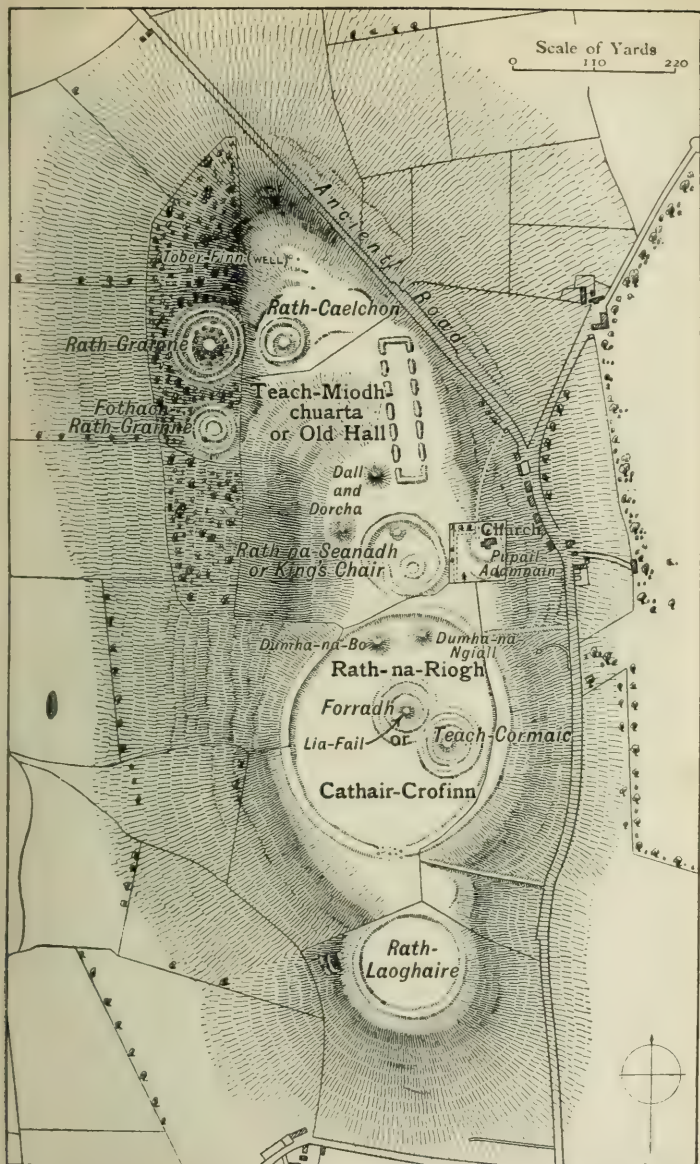 Scale of Yards
0 110 220
Ancient Road
Tober-Finn (WELL)
Rath-Caelchon
Rath-Grainne
Teach-Miodh-
chuarta
or Old Hall
Fothach
Rath-Grainne
Dall
and
Dorcha
Church
Pupail-
Adamnain
Rath na-Seanadh
or King's Chair
Dumha-na-Bo
Dumha-na-
Ngiall
Rath-na-Riogh
Forradh
Lia-Fail
or
Teach-Cormaic
Cathair-Crofinn
Rath-
Laoghaire